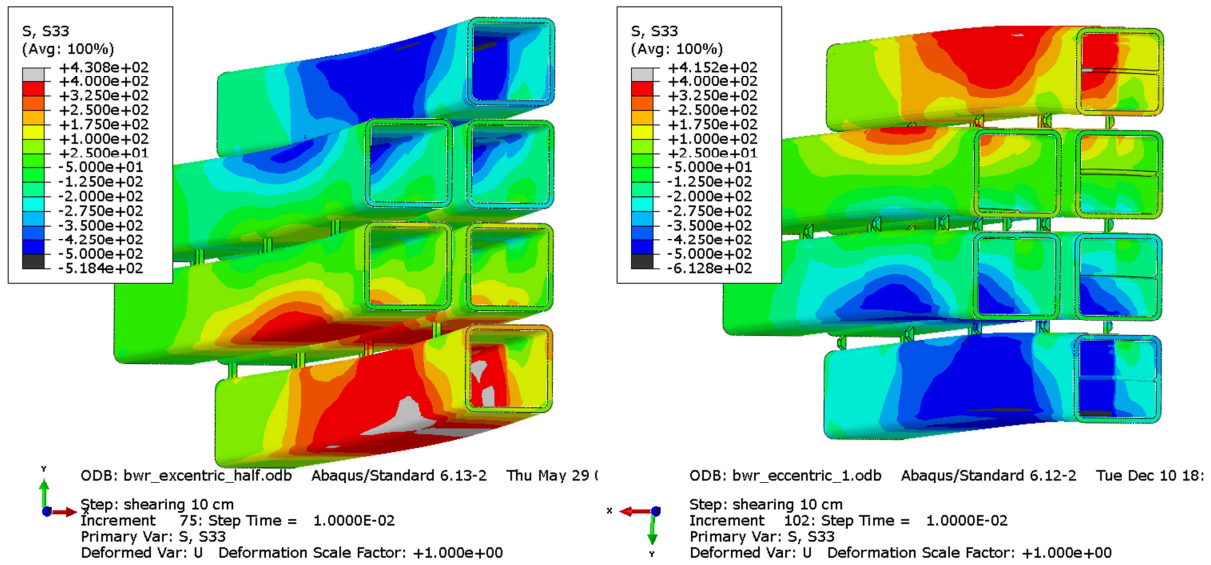 S, S33
(Avg: 100%)
+4.308e+02
+4.000e+02
+3.250e+02
+2.500e+02
+1.750e+02
+1.000e+02
+2.500e+01
-5.000e+01
-1.250e+02
-2.000e+02
-2.750e+02
-3.500e+02
-4.250e+02
-5.000e+02
-5.184e+02
Y
X
ODB: bwr_excentric_half.odb Abaqus/Standard 6.13-2 Thu May 29
Step: shearing 10 cm
Increment 75: Step Time = 1.0000E-02
Primary Var: S, S33
Deformed Var: U Deformation Scale Factor: +1.000e+00
S, S33
(Avg: 100%)
+4.152e+02
+4.000e+02
+3.250e+02
+2.500e+02
+1.750e+02
+1.000e+02
+2.500e+01
-5.000e+01
-1.250e+02
-2.000e+02
-2.750e+02
-3.500e+02
-4.250e+02
-5.000e+02
-6.128e+02
X
Y
ODB: bwr_eccentric_1.odb Abaqus/Standard 6.12-2 Tue Dec 10 18:
Step: shearing 10 cm
Increment 102: Step Time = 1.0000E-02
Primary Var: S, S33
Deformed Var: U Deformation Scale Factor: +1.000e+00